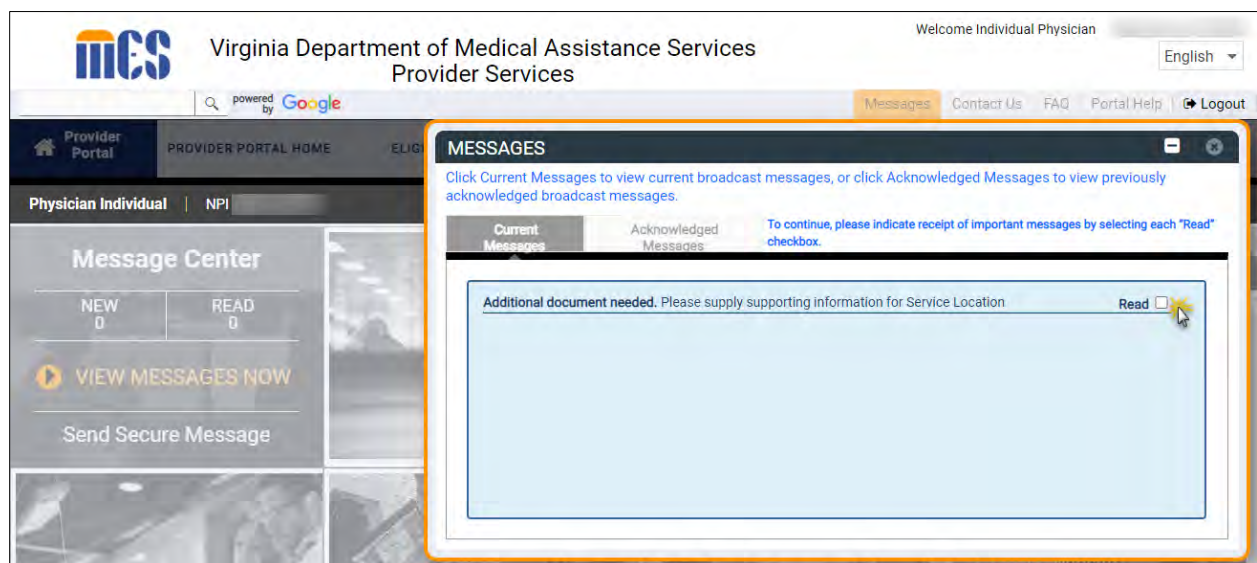 Welcome Individual Physician
mes
Virginia Department of Medical Assistance Services
Provider Services
English
powered by Google
Messages Contact Us FAQ Portal Help Logout
Provider Portal
PROVIDER PORTAL HOME
MESSAGES
Click Current Messages to view current broadcast messages, or click Acknowledged Messages to view previously
acknowledged broadcast messages.
Physician Individual | NPI
Current Messages
Acknowledged Messages
To continue, please indicate receipt of important messages by selecting each "Read"
checkbox.
Message Center
NEW READ
0 0
VIEW MESSAGES NOW
Send Secure Message
Additional document needed. Please supply supporting information for Service Location
Read